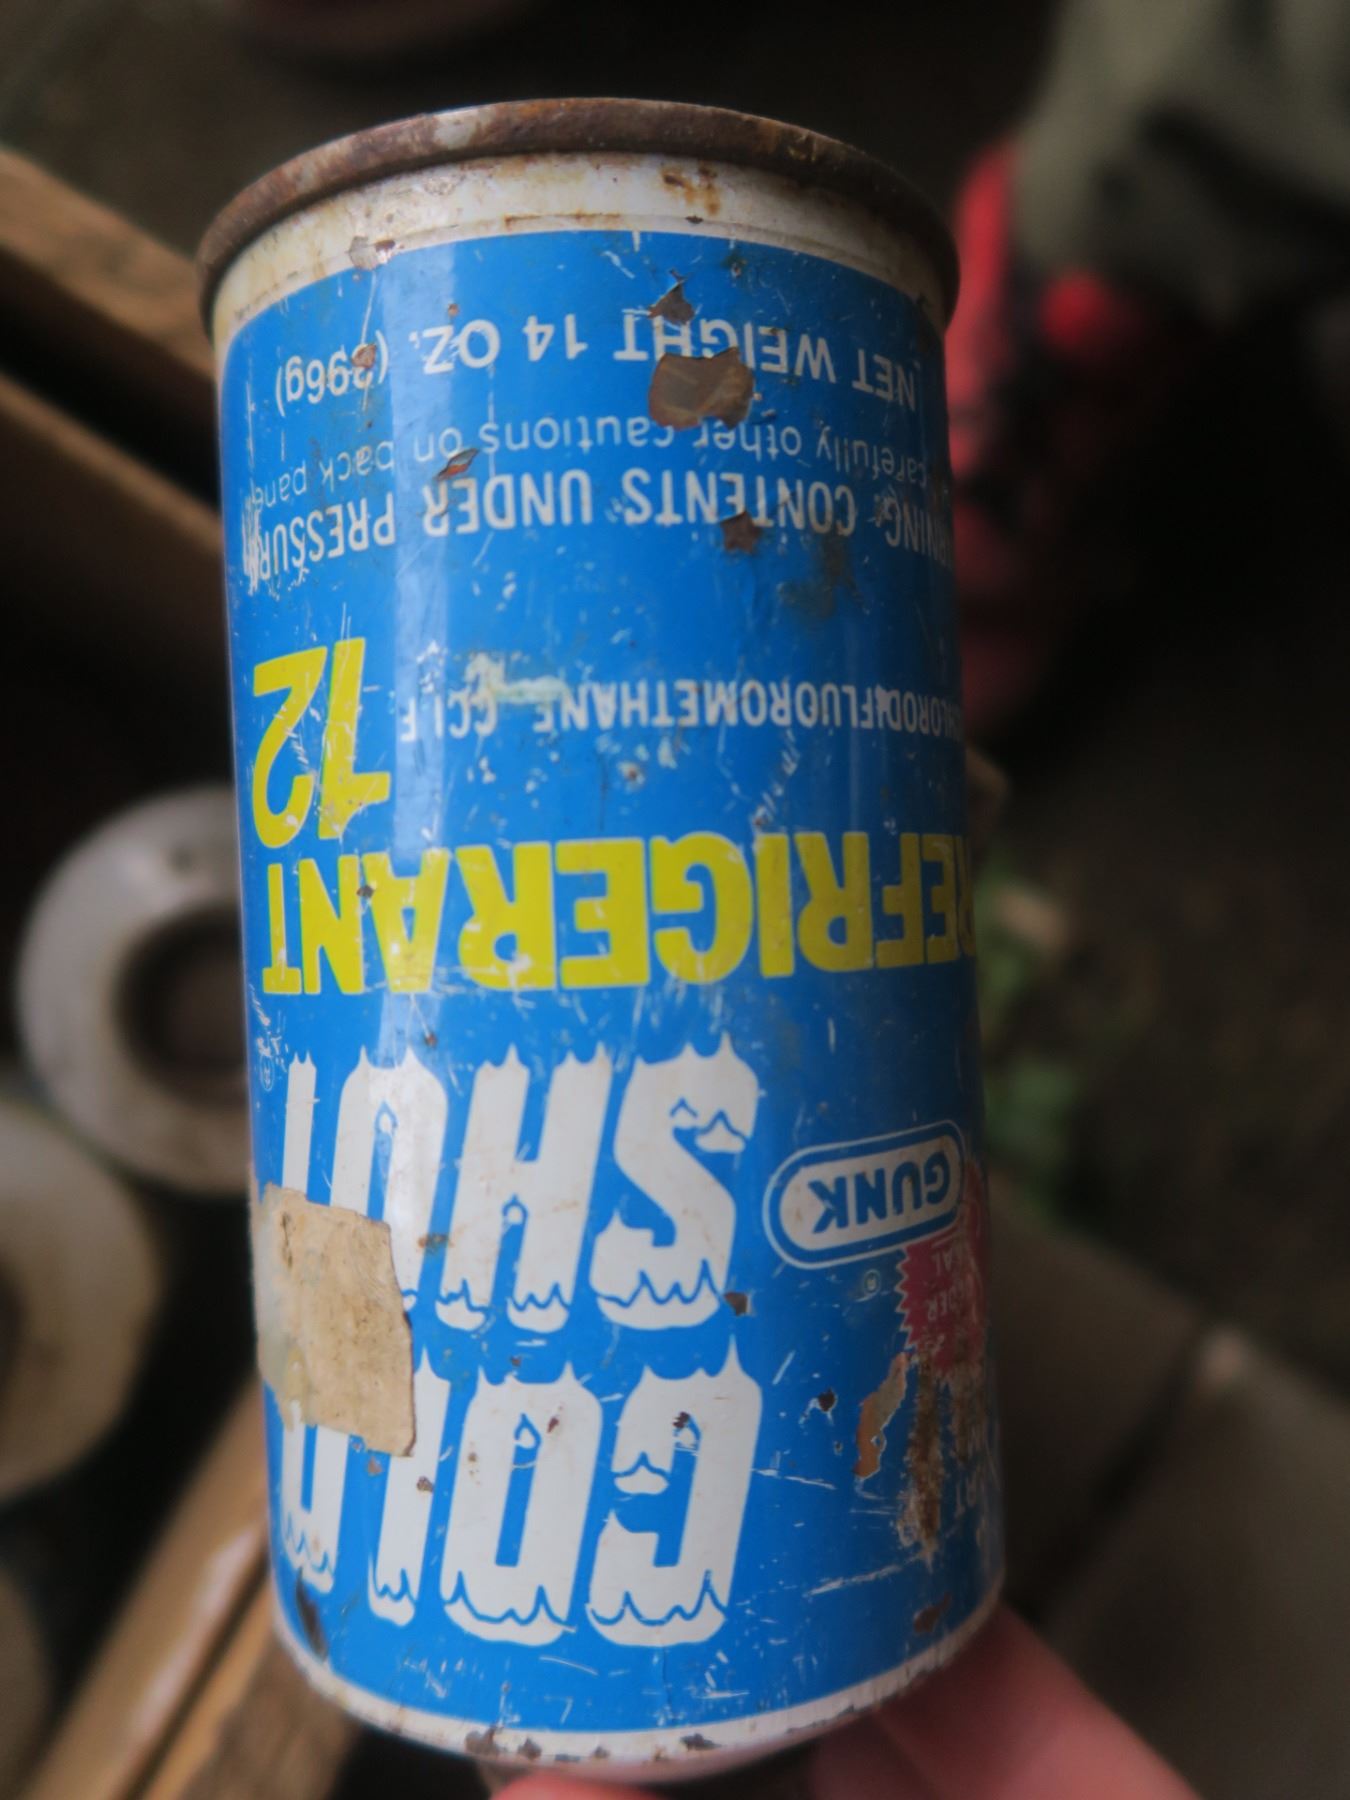 GUNK
COLD
SHOT
REFRIGERANT
12
CCL F
CONTENTS UNDER PRESSURE
carefully other cautions on back panel
NET WEIGHT 14 OZ. (396g)